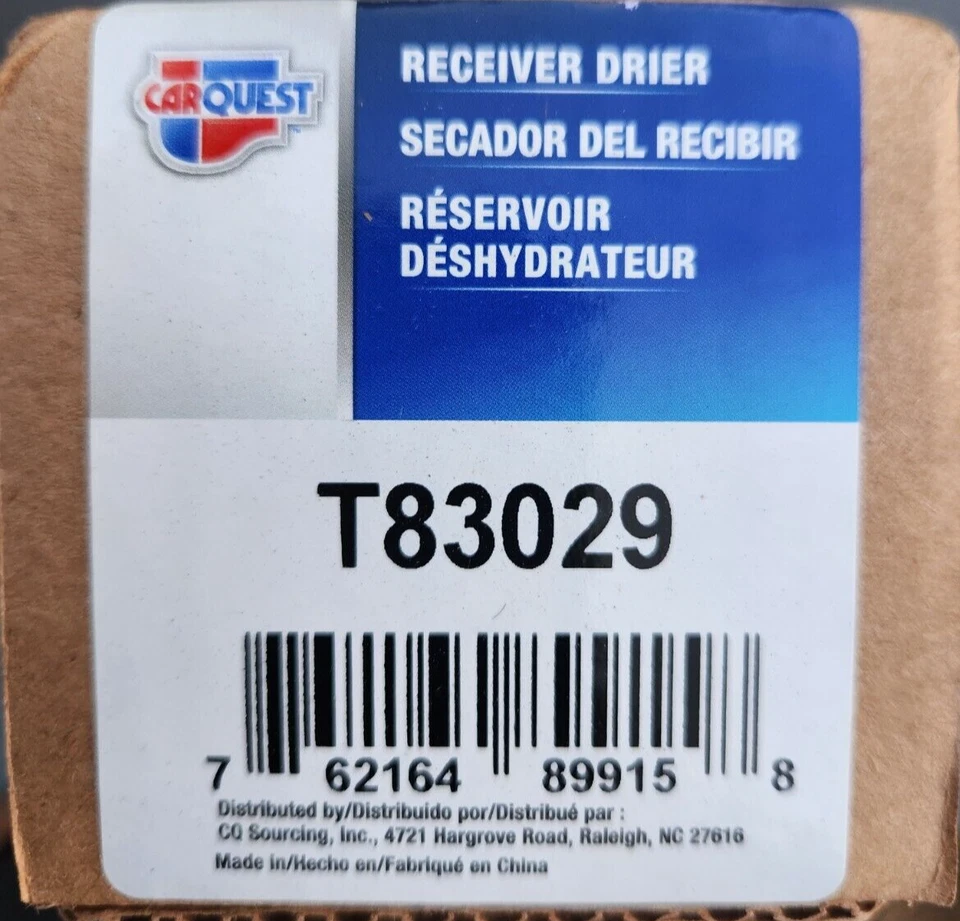 CARQUEST
RECEIVER DRIER
SECADOR DEL RECIBIR
RÉSERVOIR
DÉSHYDRATEUR
T83029
7 62164 89915 8
Distributed by/Distribuido por/Distribué par :
CQ Sourcing, Inc., 4721 Hargrove Road, Raleigh, NC 27616
Made in/Hecho en/Fabriqué en China